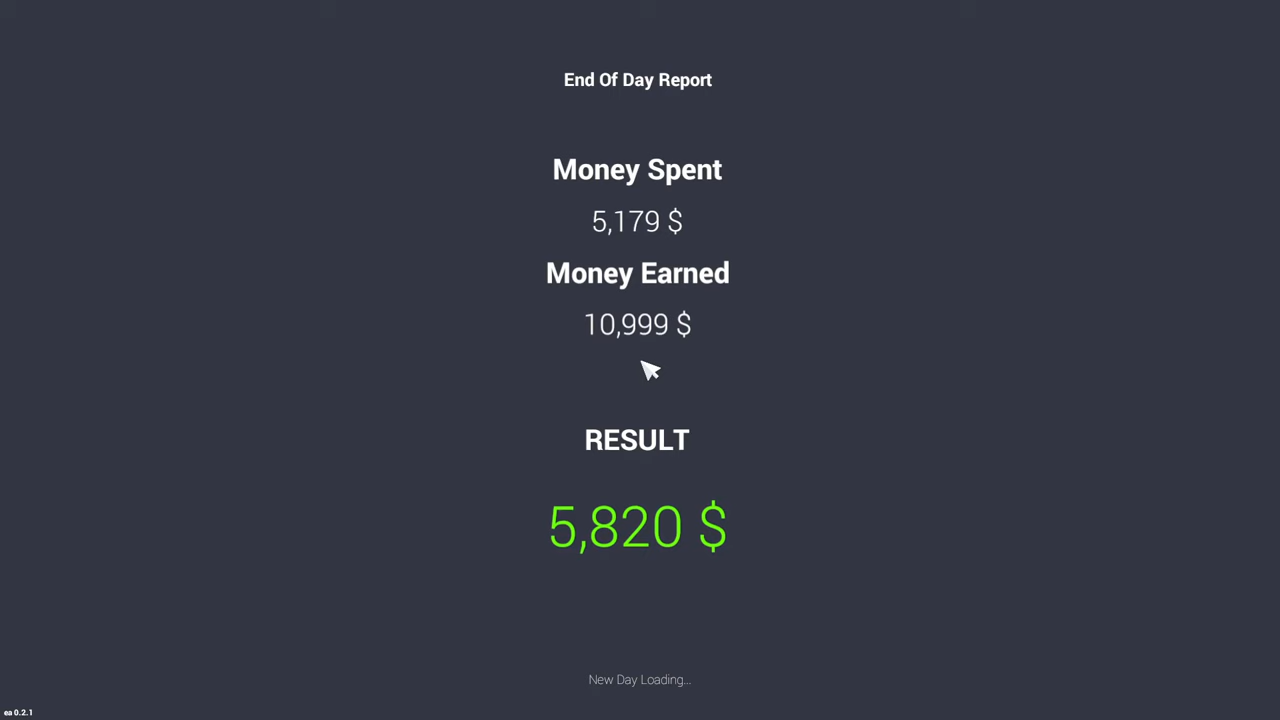 End Of Day Report
Money Spent
5,179 $
Money Earned
10,999 $
RESULT
5,820 $
New Day Loading...
ea 0.2.1